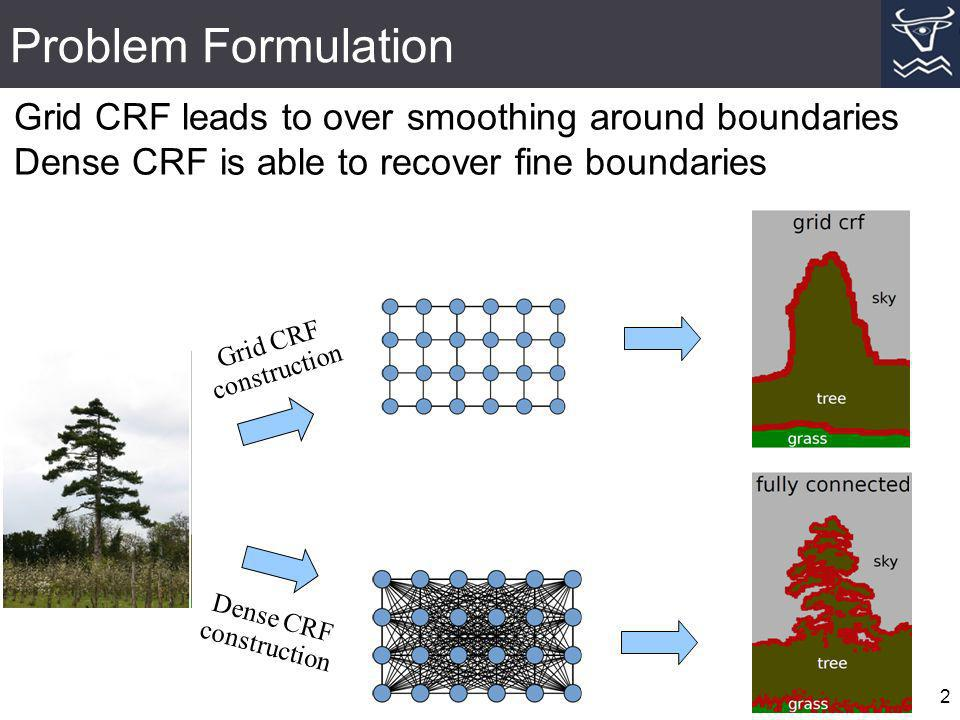 Problem Formulation
Grid CRF leads to over smoothing around boundaries
Dense CRF is able to recover fine boundaries
Grid CRF
construction
grid crf
sky
tree
grass
Dense CRF
construction
fully connected
sky
tree
grass
2